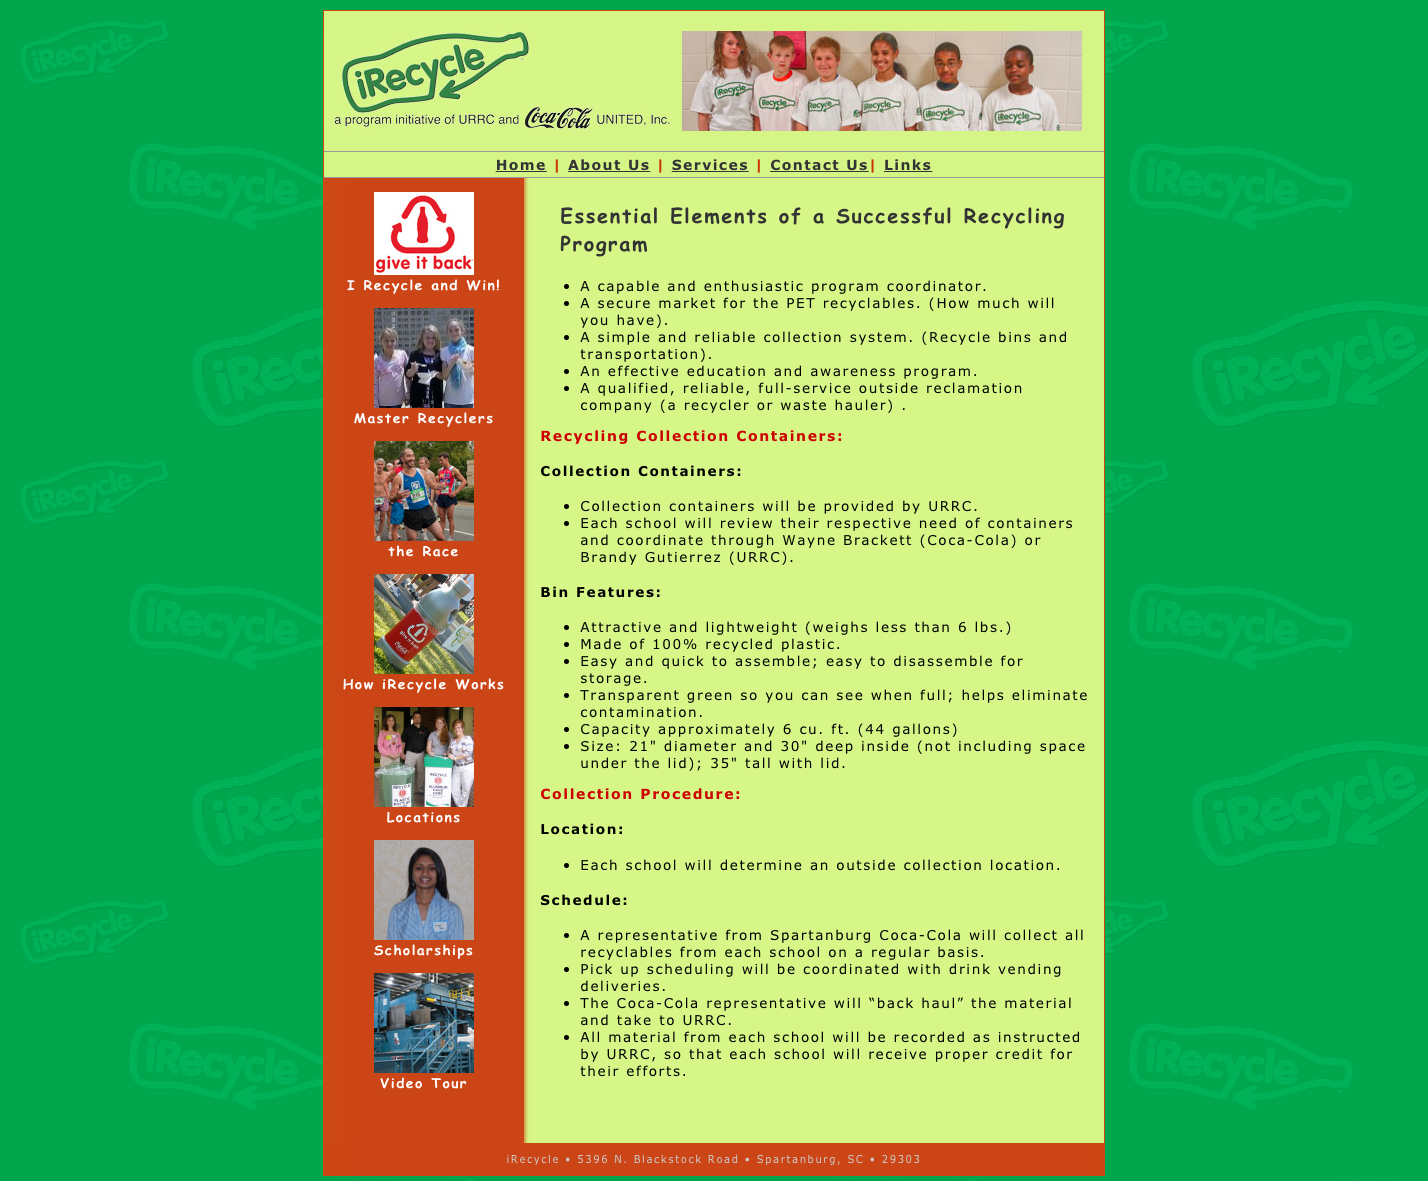 iRecycle
a program initiative of URRC and Coca-Cola UNITED, Inc.
Home | About Us | Services | Contact Us| Links
give it back
I Recycle and Win!
Master Recyclers
the Race
How iRecycle Works
Locations
Scholarships
Video Tour
Essential Elements of a Successful Recycling
Program
• A capable and enthusiastic program coordinator.
• A secure market for the PET recyclables. (How much will
you have).
• A simple and reliable collection system. (Recycle bins and
transportation).
• An effective education and awareness program.
• A qualified, reliable, full-service outside reclamation
company (a recycler or waste hauler) .
Recycling Collection Containers:
Collection Containers:
• Collection containers will be provided by URRC.
• Each school will review their respective need of containers
and coordinate through Wayne Brackett (Coca-Cola) or
Brandy Gutierrez (URRC).
Bin Features:
• Attractive and lightweight (weighs less than 6 lbs.)
• Made of 100% recycled plastic.
• Easy and quick to assemble; easy to disassemble for
storage.
• Transparent green so you can see when full; helps eliminate
contamination.
• Capacity approximately 6 cu. ft. (44 gallons)
• Size: 21" diameter and 30" deep inside (not including space
under the lid); 35" tall with lid.
Collection Procedure:
Location:
• Each school will determine an outside collection location.
Schedule:
• A representative from Spartanburg Coca-Cola will collect all
recyclables from each school on a regular basis.
• Pick up scheduling will be coordinated with drink vending
deliveries.
• The Coca-Cola representative will “back haul” the material
and take to URRC.
• All material from each school will be recorded as instructed
by URRC, so that each school will receive proper credit for
their efforts.
iRecycle • 5396 N. Blackstock Road • Spartanburg, SC • 29303